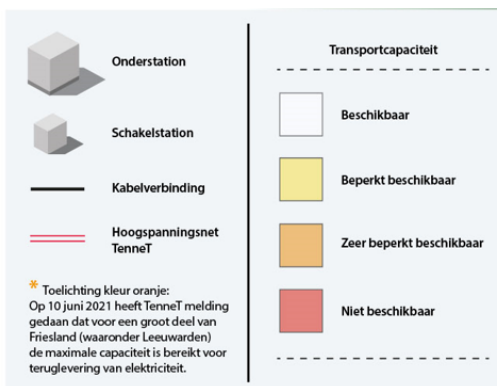 Onderstation
Schakelstation
Kabelverbinding
Hoogspanningsnet
TenneT
* Toelichting kleur oranje:
Op 10 juni 2021 heeft TenneT melding
gedaan dat voor een groot deel van
Friesland (waaronder Leeuwarden)
de maximale capaciteit is bereikt voor
teruglevering van elektriciteit.
Transportcapaciteit
Beschikbaar
Beperkt beschikbaar
Zeer beperkt beschikbaar
Niet beschikbaar